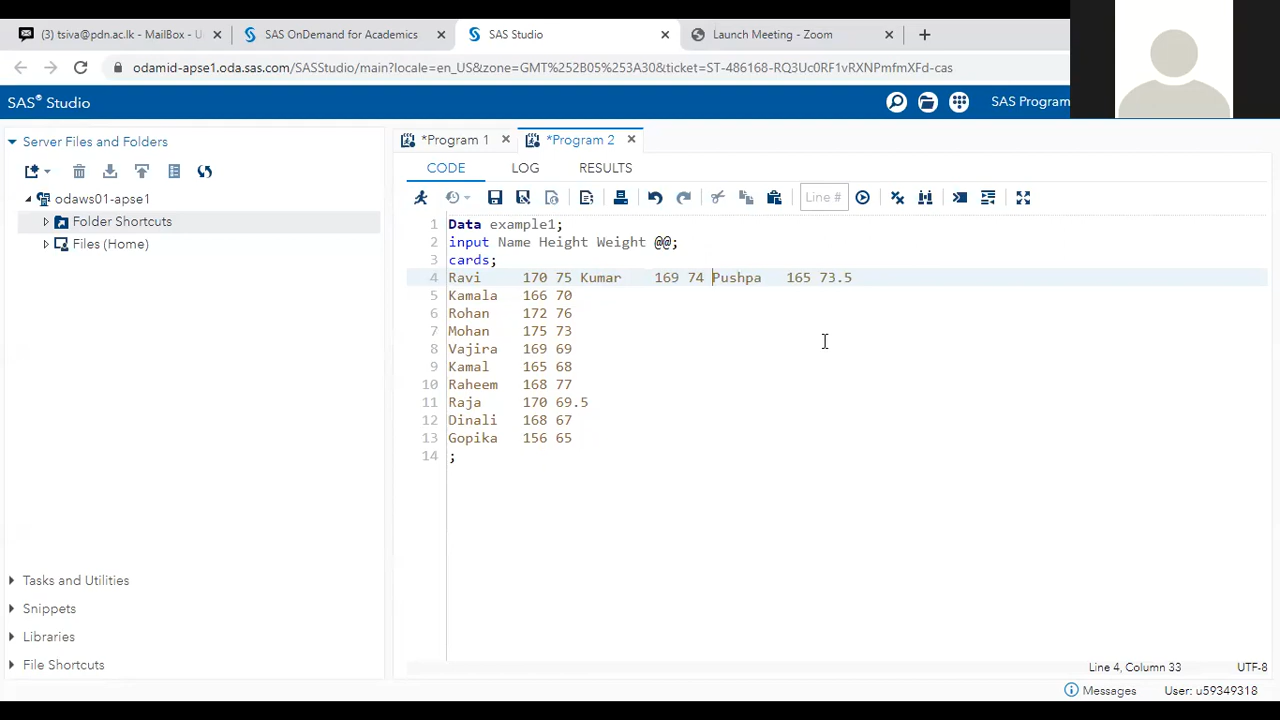 (3) tsiva@pdn.ac.lk - MailBox - U
SAS OnDemand for Academics
SAS Studio
Launch Meeting - Zoom
odamid-apse1.oda.sas.com/SASStudio/main?locale=en_US&zone=GMT%252B05%253A30&ticket=ST-486168-RQ3Uc0RF1vRXNPmfmXFd-cas
SAS® Studio
SAS Program
Server Files and Folders
*Program 1
*Program 2
CODE LOG RESULTS
Line #
odaws01-apse1
Folder Shortcuts
Files (Home)
1 Data example1;
2 input Name Height Weight @@;
3 cards;
4 Ravi 170 75 Kumar 169 74 Pushpa 165 73.5
5 Kamala 166 70
6 Rohan 172 76
7 Mohan 175 73
8 Vajira 169 69
9 Kamal 165 68
10 Raheem 168 77
11 Raja 170 69.5
12 Dinali 168 67
13 Gopika 156 65
14 ;
Tasks and Utilities
Snippets
Libraries
File Shortcuts
Line 4, Column 33
UTF-8
Messages
User: u59349318